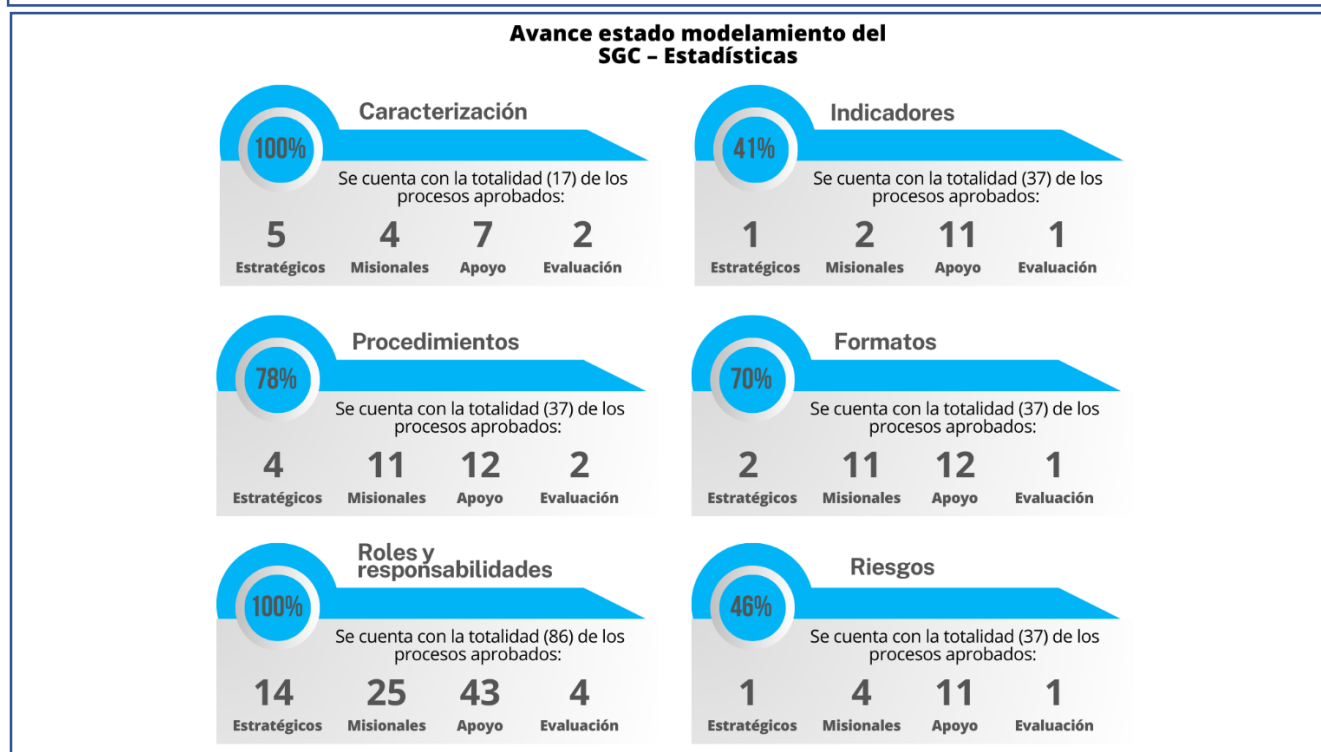 Avance estado modelamiento del
SGC – Estadísticas
Caracterización
100%
Se cuenta con la totalidad (17) de los
procesos aprobados:
5 4 7 2
Estratégicos Misionales Apoyo Evaluación
Indicadores
41%
Se cuenta con la totalidad (37) de los
procesos aprobados:
1 2 11 1
Estratégicos Misionales Apoyo Evaluación
Procedimientos
78%
Se cuenta con la totalidad (37) de los
procesos aprobados:
4 11 12 2
Estratégicos Misionales Apoyo Evaluación
Formatos
70%
Se cuenta con la totalidad (37) de los
procesos aprobados:
2 11 12 1
Estratégicos Misionales Apoyo Evaluación
Roles y
responsabilidades
100%
Se cuenta con la totalidad (86) de los
procesos aprobados:
14 25 43 4
Estratégicos Misionales Apoyo Evaluación
Riesgos
46%
Se cuenta con la totalidad (37) de los
procesos aprobados:
1 4 11 1
Estratégicos Misionales Apoyo Evaluación